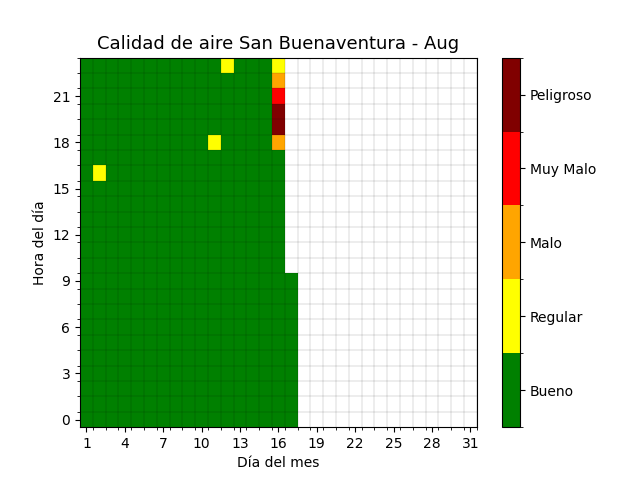 Calidad de aire San Buenaventura - Aug
Hora del día
21
18
15
12
9
6
3
0
1 4 7 10 13 16 19 22 25 28 31
Día del mes
Peligroso
Muy Malo
Malo
Regular
Bueno